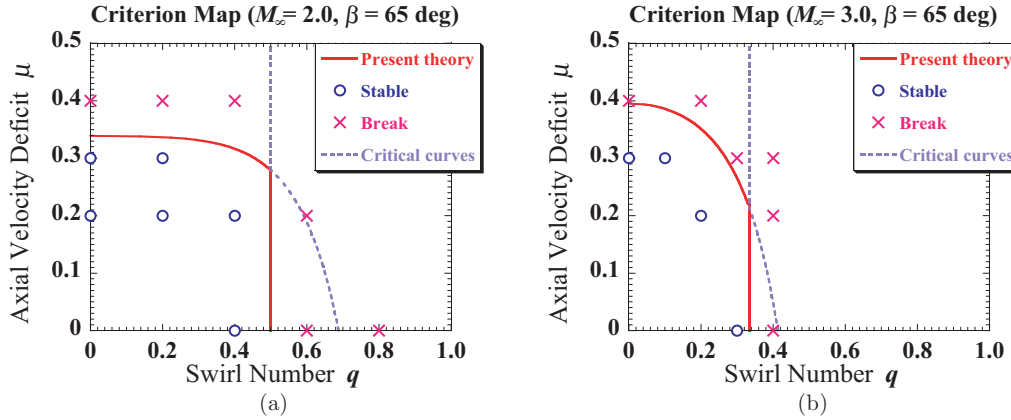 Criterion Map (M∞= 2.0, β = 65 deg)
0.5
0.4
0.3
0.2
0.1
0
Axial Velocity Deficit μ
Present theory
Stable
Break
Critical curves
0 0.2 0.4 0.6 0.8 1.0
Swirl Number q
(a)
Criterion Map (M∞= 3.0, β = 65 deg)
0.5
0.4
0.3
0.2
0.1
0
Axial Velocity Deficit μ
Present theory
Stable
Break
Critical curves
0 0.2 0.4 0.6 0.8 1.0
Swirl Number q
(b)